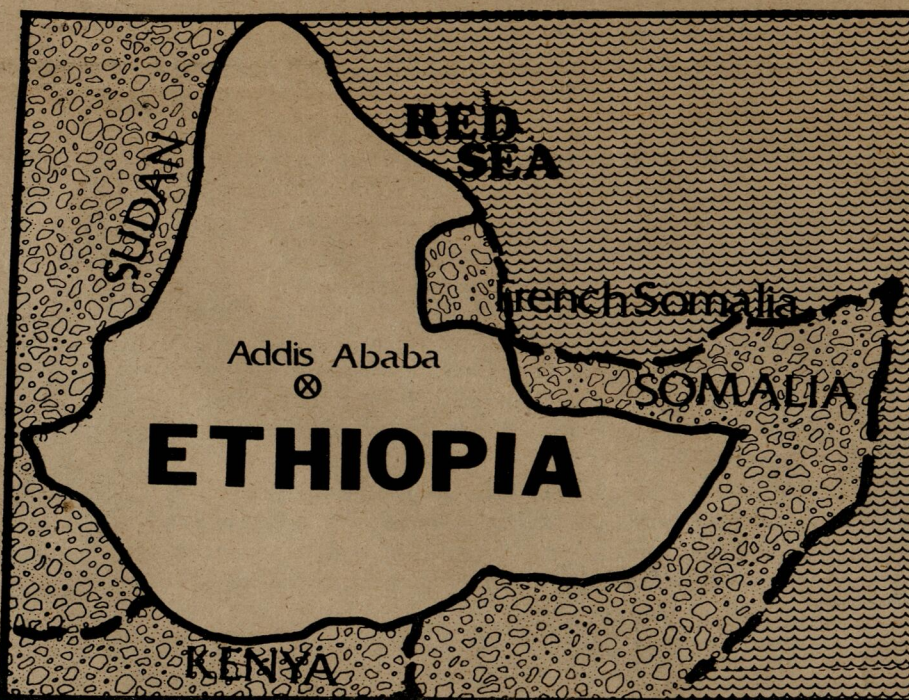 RED
SEA
SUDAN
French Somalia
Addis Ababa
SOMALIA
ETHIOPIA
KENYA